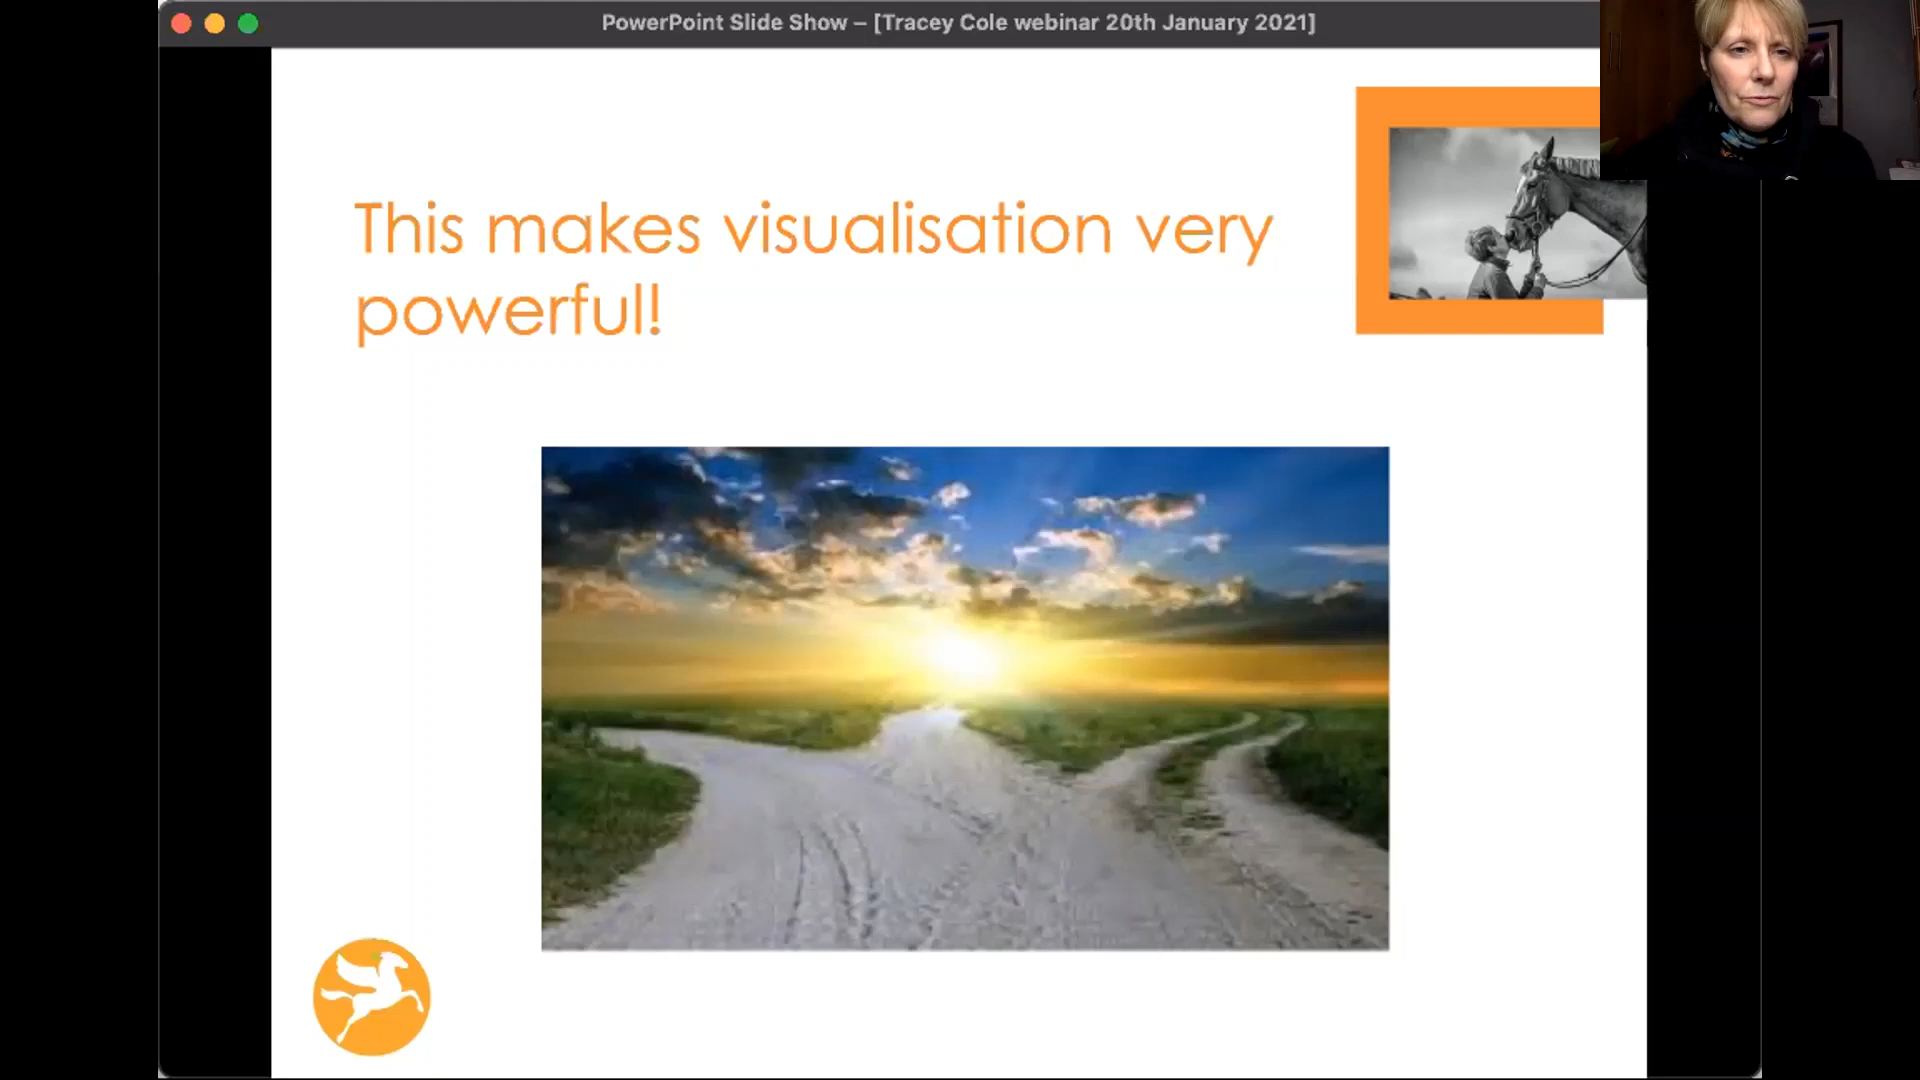 PowerPoint Slide Show – [Tracey Cole webinar 20th January 2021]
This makes visualisation very
powerful!